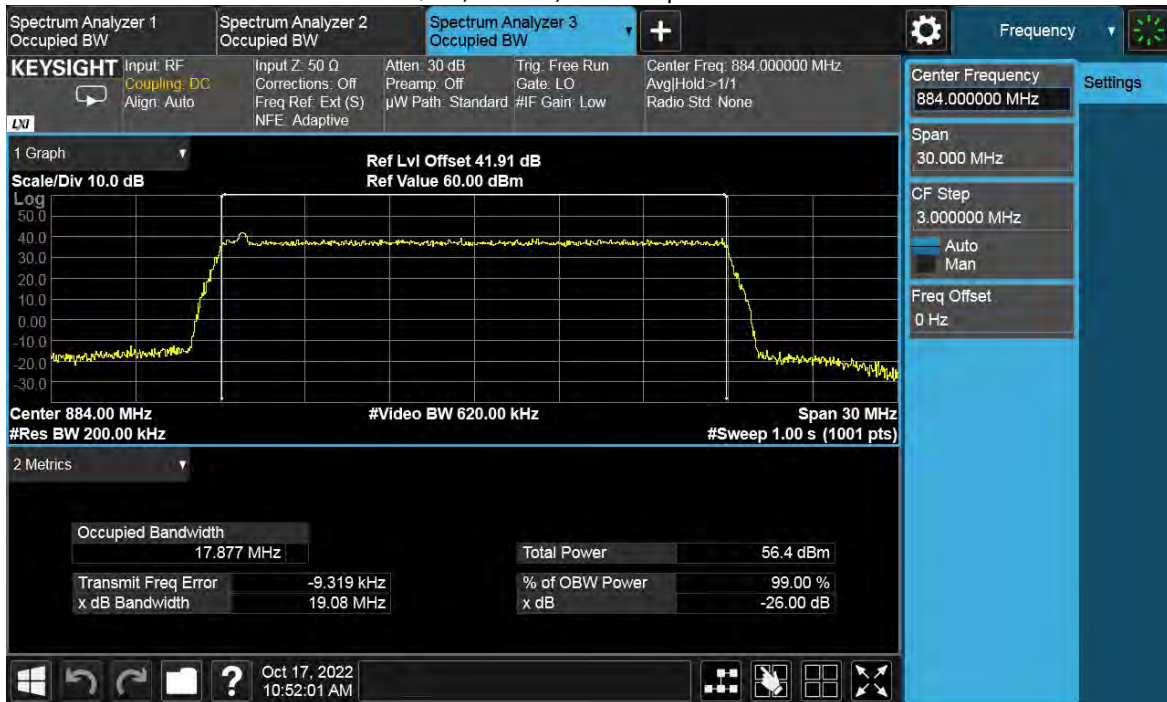 Spectrum Analyzer 1
Occupied BW
Spectrum Analyzer 2
Occupied BW
Spectrum Analyzer 3
Occupied BW
Frequency
KEYSIGHT
LXI
Input: RF
Coupling: DC
Align: Auto
Input Z: 50 Ω
Corrections: Off
Freq Ref: Ext (S)
NFE: Adaptive
Atten: 30 dB
Preamp: Off
µW Path: Standard
Trig: Free Run
Gate: LO
#IF Gain: Low
Center Freq: 884.000000 MHz
Avg|Hold:>1/1
Radio Std: None
Center Frequency
884.000000 MHz
Settings
Span
30.000 MHz
CF Step
3.000000 MHz
Auto
Man
Freq Offset
0 Hz
1 Graph
Scale/Div 10.0 dB
Ref Lvl Offset 41.91 dB
Ref Value 60.00 dBm
Log
50.0
40.0
30.0
20.0
10.0
0.00
-10.0
-20.0
-30.0
Center 884.00 MHz
#Video BW 620.00 kHz
Span 30 MHz
#Res BW 200.00 kHz
#Sweep 1.00 s (1001 pts)
2 Metrics
Occupied Bandwidth
17.877 MHz
Total Power 56.4 dBm
Transmit Freq Error -9.319 kHz
% of OBW Power 99.00 %
x dB Bandwidth 19.08 MHz
x dB -26.00 dB
?
Oct 17, 2022
10:52:01 AM